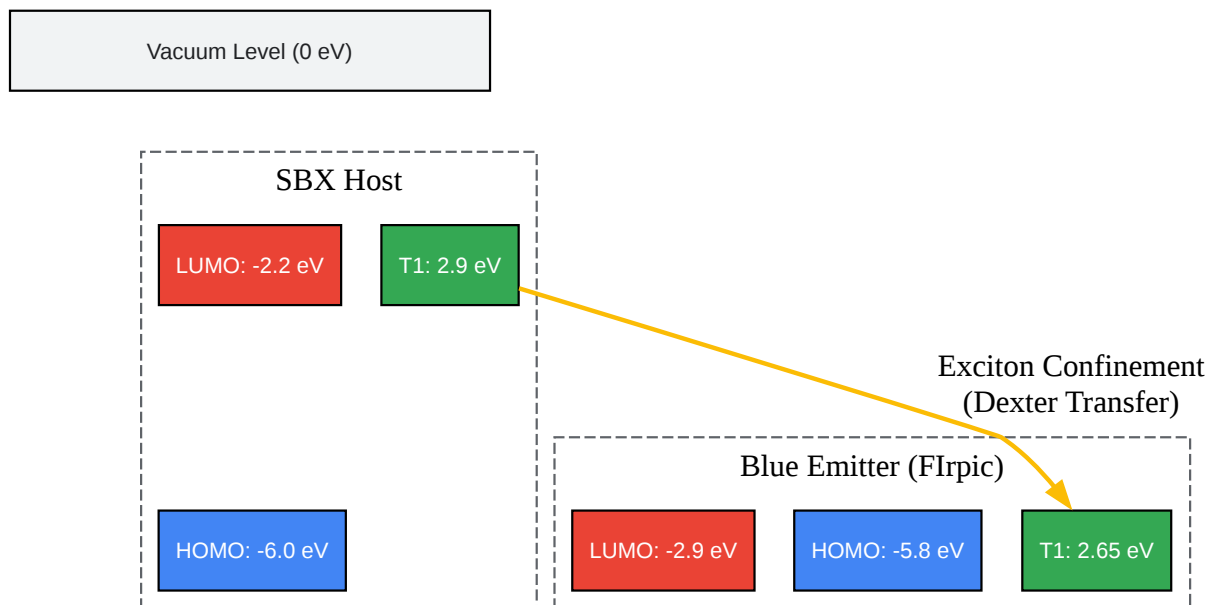 Vacuum Level (0 eV)
SBX Host
LUMO: -2.2 eV
T1: 2.9 eV
Exciton Confinement
(Dexter Transfer)
Blue Emitter (FIrpic)
HOMO: -6.0 eV
LUMO: -2.9 eV
HOMO: -5.8 eV
T1: 2.65 eV